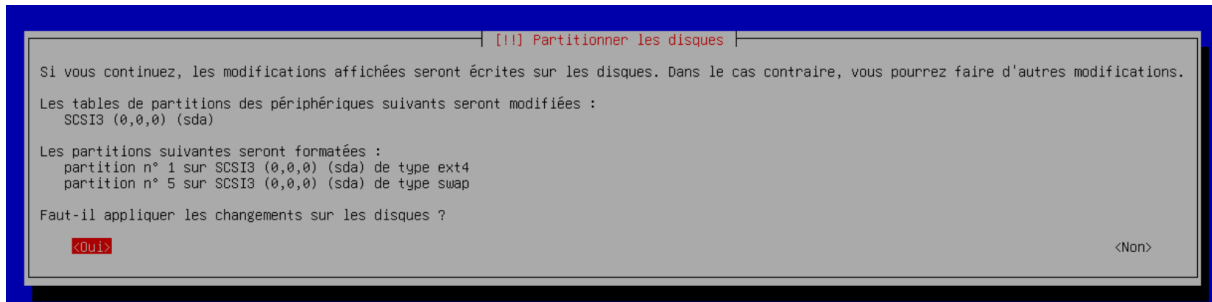 [!!] Partitionner les disques
Si vous continuez, les modifications affichées seront écrites sur les disques. Dans le cas contraire, vous pourrez faire d'autres modifications.
Les tables de partitions des périphériques suivants seront modifiées :
SCSI3 (0,0,0) (sda)
Les partitions suivantes seront formatées :
partition n° 1 sur SCSI3 (0,0,0) (sda) de type ext4
partition n° 5 sur SCSI3 (0,0,0) (sda) de type swap
Faut-il appliquer les changements sur les disques ?
<Oui> <Non>